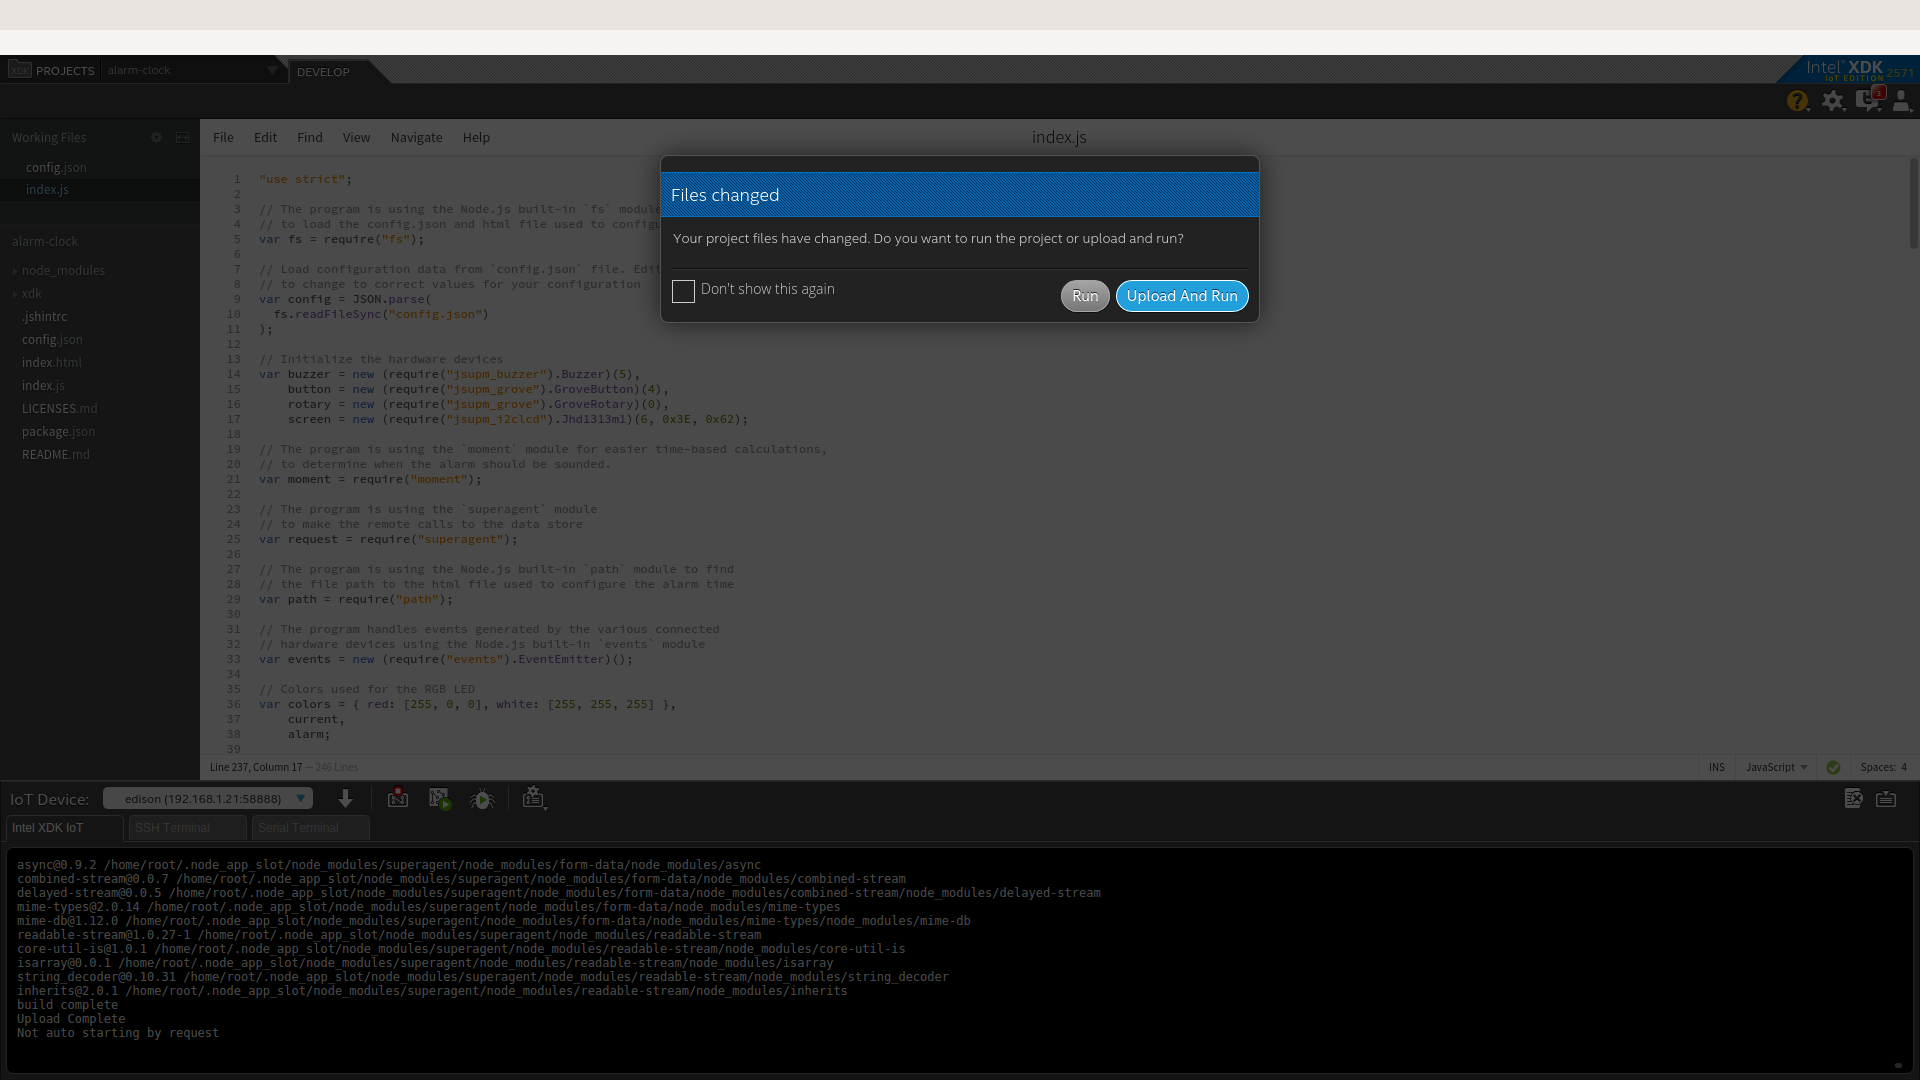 XDK PROJECTS alarm-clock DEVELOP
Intel® XDK
IoT EDITION 2571
? 3
Working Files
config.json
index.js
alarm-clock
node_modules
xdk
.jshintrc
config.json
index.html
index.js
LICENSES.md
package.json
README.md
File Edit Find View Navigate Help index.js
1 "use strict";
2
3 // The program is using the Node.js built-in `fs` module
4 // to load the config.json and html file used to configu
5 var fs = require("fs");
6
7 // Load configuration data from `config.json` file. Edit
8 // to change to correct values for your configuration
9 var config = JSON.parse(
10 fs.readFileSync("config.json")
11 );
12
13 // Initialize the hardware devices
14 var buzzer = new (require("jsupm_buzzer").Buzzer)(5),
15 button = new (require("jsupm_grove").GroveButton)(4),
16 rotary = new (require("jsupm_grove").GroveRotary)(0),
17 screen = new (require("jsupm_i2clcd").Jhd1313m1)(6, 0x3E, 0x62);
18
19 // The program is using the `moment` module for easier time-based calculations,
20 // to determine when the alarm should be sounded.
21 var moment = require("moment");
22
23 // The program is using the `superagent` module
24 // to make the remote calls to the data store
25 var request = require("superagent");
26
27 // The program is using the Node.js built-in `path` module to find
28 // the file path to the html file used to configure the alarm time
29 var path = require("path");
30
31 // The program handles events generated by the various connected
32 // hardware devices using the Node.js built-in `events` module
33 var events = new (require("events").EventEmitter)();
34
35 // Colors used for the RGB LED
36 var colors = { red: [255, 0, 0], white: [255, 255, 255] },
37 current,
38 alarm;
39
Files changed
Your project files have changed. Do you want to run the project or upload and run?
Don't show this again
Run Upload And Run
Line 237, Column 17 — 246 Lines
INS JavaScript Spaces: 4
IoT Device: edison (192.168.1.21:58888)
Intel XDK IoT SSH Terminal Serial Terminal
async@0.9.2 /home/root/.node_app_slot/node_modules/superagent/node_modules/form-data/node_modules/async
combined-stream@0.0.7 /home/root/.node_app_slot/node_modules/superagent/node_modules/form-data/node_modules/combined-stream
delayed-stream@0.0.5 /home/root/.node_app_slot/node_modules/superagent/node_modules/form-data/node_modules/combined-stream/node_modules/delayed-stream
mime-types@2.0.14 /home/root/.node_app_slot/node_modules/superagent/node_modules/form-data/node_modules/mime-types
mime-db@1.12.0 /home/root/.node_app_slot/node_modules/superagent/node_modules/form-data/node_modules/mime-types/node_modules/mime-db
readable-stream@1.0.27-1 /home/root/.node_app_slot/node_modules/superagent/node_modules/readable-stream
core-util-is@1.0.1 /home/root/.node_app_slot/node_modules/superagent/node_modules/readable-stream/node_modules/core-util-is
isarray@0.0.1 /home/root/.node_app_slot/node_modules/superagent/node_modules/readable-stream/node_modules/isarray
string_decoder@0.10.31 /home/root/.node_app_slot/node_modules/superagent/node_modules/readable-stream/node_modules/string_decoder
inherits@2.0.1 /home/root/.node_app_slot/node_modules/superagent/node_modules/readable-stream/node_modules/inherits
build complete
Upload Complete
Not auto starting by request